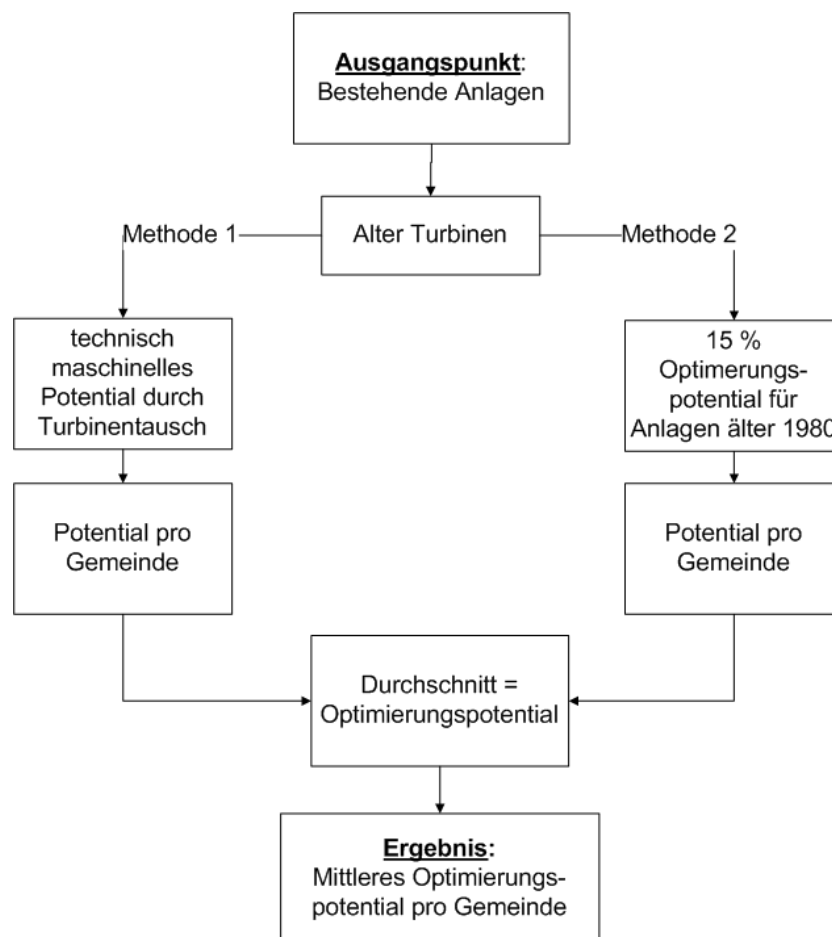 Ausgangspunkt:
Bestehende Anlagen
Methode 1
Alter Turbinen
Methode 2
technisch
maschinelles
Potential durch
Turbinentausch
15 %
Optimerungs-
potential für
Anlagen älter 1980
Potential pro
Gemeinde
Potential pro
Gemeinde
Durchschnitt =
Optimierungspotential
Ergebnis:
Mittleres Optimierungs-
potential pro Gemeinde